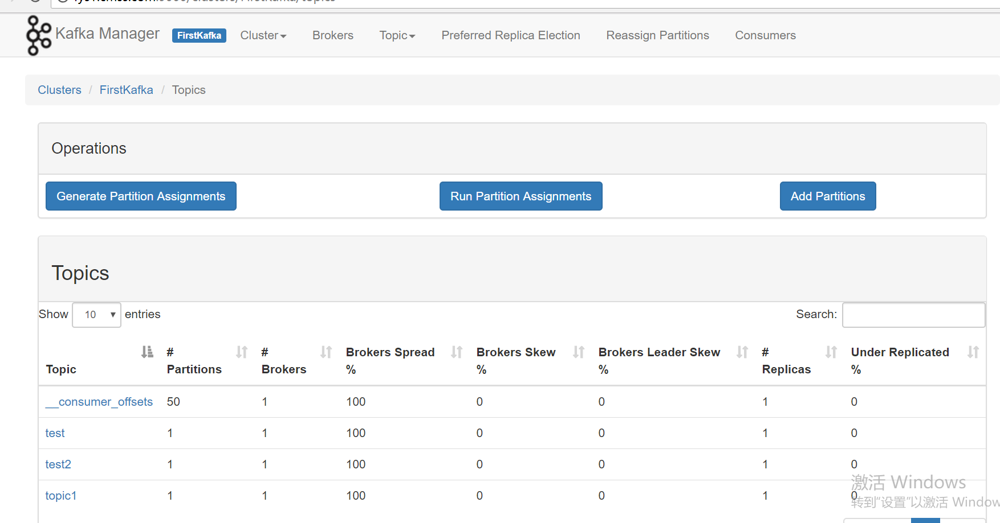 Kafka Manager FirstKafka Cluster Brokers Topic Preferred Replica Election Reassign Partitions Consumers
Clusters / FirstKafka / Topics
Operations
Generate Partition Assignments Run Partition Assignments Add Partitions
Topics
Show 10 entries Search:
Topic # Partitions # Brokers Brokers Spread % Brokers Skew % Brokers Leader Skew % # Replicas Under Replicated %
__consumer_offsets 50 1 100 0 0 1 0
test 1 1 100 0 0 1 0
test2 1 1 100 0 0 1 0
topic1 1 1 100 0 0 1 0
激活 Windows
转到“设置”以激活 Window